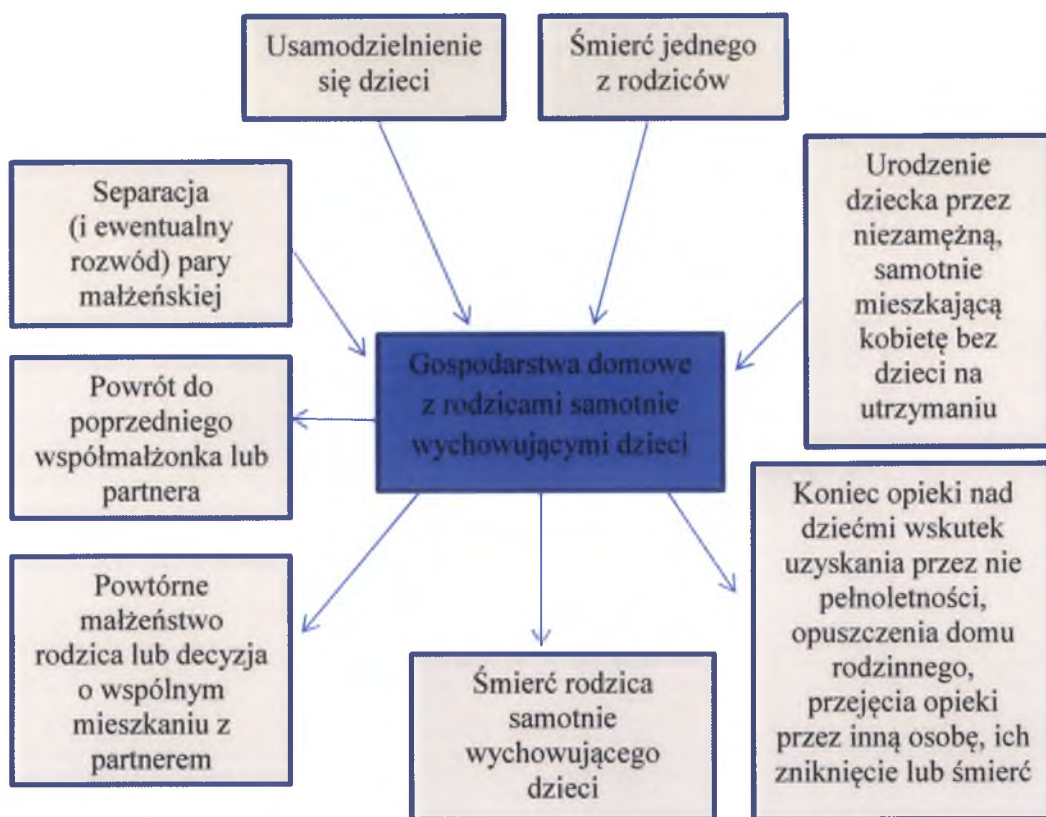 Usamodzielnienie
się dzieci
Śmierć jednego
z rodziców
Separacja
(i ewentualny
rozwód) pary
małżeńskiej
Urodzenie
dziecka przez
niezamężną,
samotnie
mieszkającą
kobietę bez
dzieci na
utrzymaniu
Gospodarstwa domowe
z rodzicami samotnie
wychowującymi dzieci
Powrót do
poprzedniego
współmałżonka lub
partnera
Powtórne
małżeństwo
rodzica lub decyzja
o wspólnym
mieszkaniu z
partnerem
Śmierć rodzica
samotnie
wychowującego
dzieci
Koniec opieki nad
dziećmi wskutek
uzyskania przez nie
pełnoletności,
opuszczenia domu
rodzinnego,
przejęcia opieki
przez inną osobę, ich
zniknięcie lub śmierć